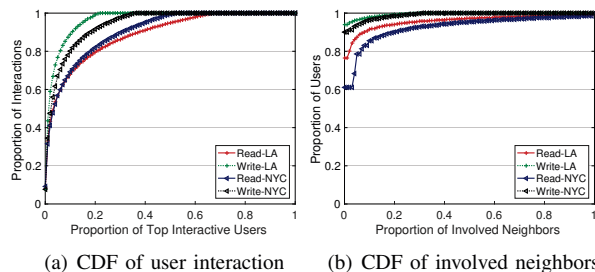 Proportion of Interactions
1
0.8
0.6
0.4
0.2
0
Read-LA
Write-LA
Read-NYC
Write-NYC
0 0.2 0.4 0.6 0.8 1
Proportion of Top Interactive Users
(a) CDF of user interaction
Proportion of Users
1
0.8
0.6
0.4
0.2
0
Read-LA
Write-LA
Read-NYC
Write-NYC
0 0.2 0.4 0.6 0.8 1
Proportion of Involved Neighbors
(b) CDF of involved neighbors